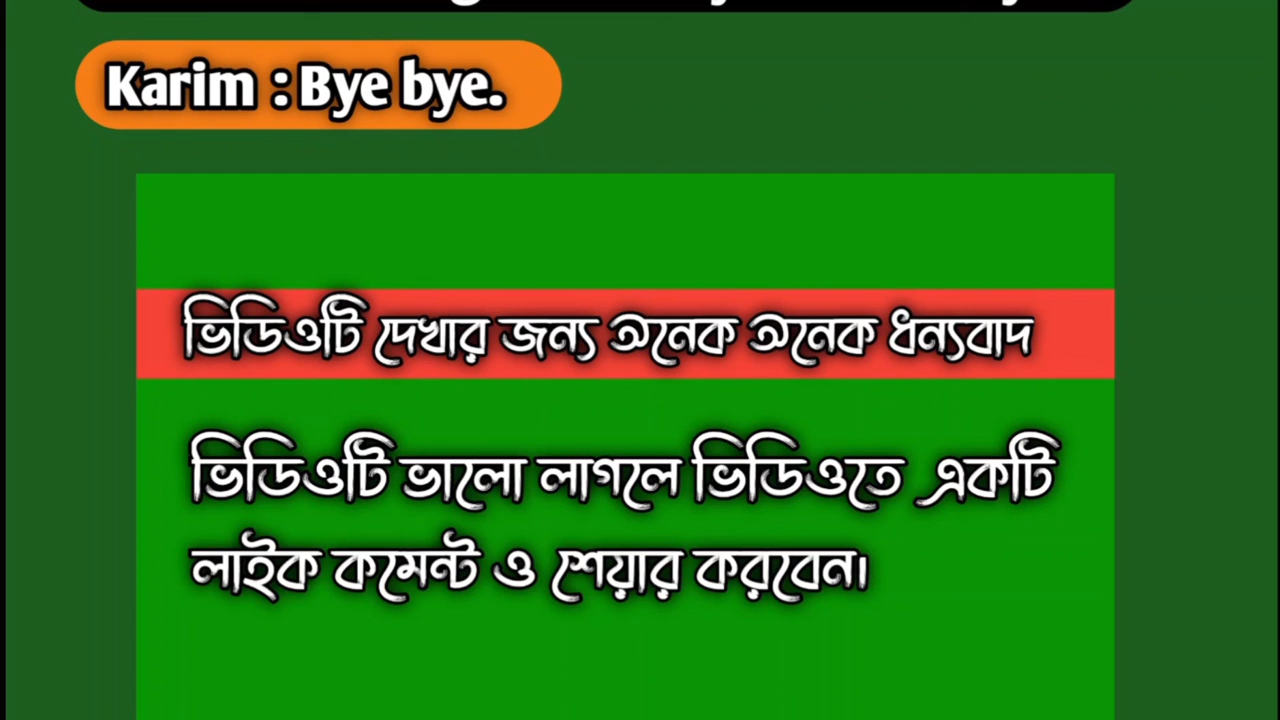 Karim : Bye bye.
ভিডিওটি দেখার জন্য অনেক অনেক ধন্যবাদ
ভিডিওটি ভালো লাগলে ভিডিওতে একটি
লাইক কমেন্ট ও শেয়ার করবেন।